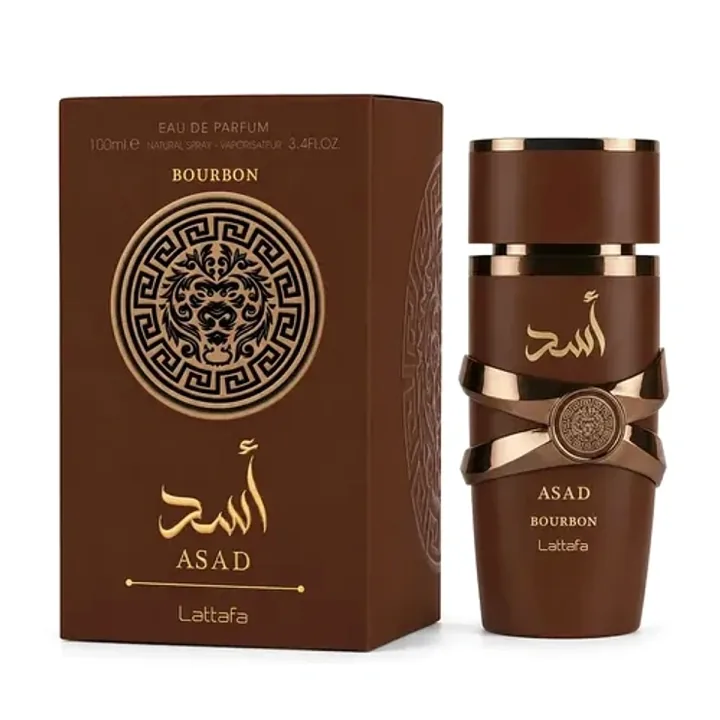 EAU DE PARFUM
100ml.e NATURAL SPRAY - VAPORISATEUR 3.4FL.OZ.
BOURBON
أسد
ASAD
Lattafa
أسد
ASAD
BOURBON
Lattafa